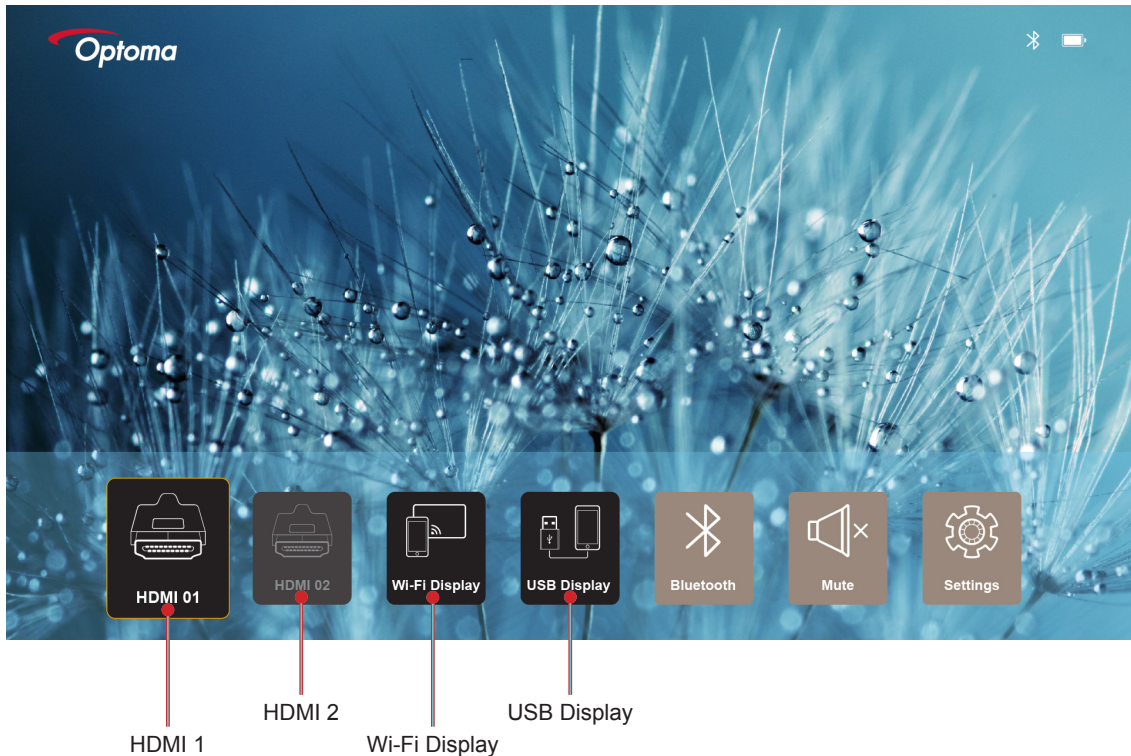 Optoma
HDMI 01
HDMI 02
Wi-Fi Display
USB Display
Bluetooth
Mute
Settings
HDMI 2
USB Display
HDMI 1
Wi-Fi Display